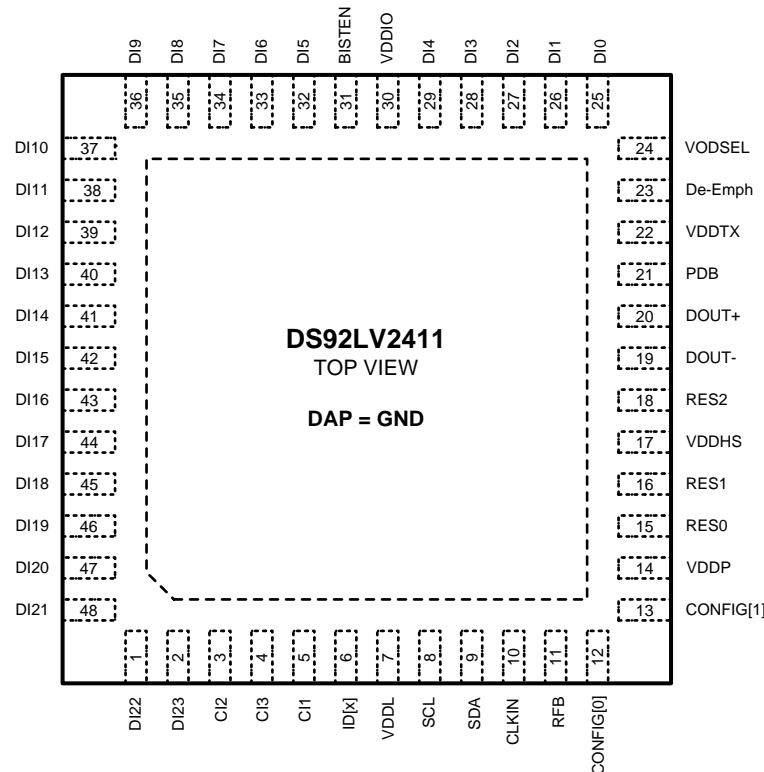 DI9 DI8 DI7 DI6 DI5 BISTEN VDDIO DI4 DI3 DI2 DI1 DI0
36 35 34 33 32 31 30 29 28 27 26 25
DI10 37 24 VODSEL
DI11 38 23 De-Emph
DI12 39 22 VDDTX
DI13 40 21 PDB
DI14 41 20 DOUT+
DI15 42 19 DOUT-
DI16 43 18 RES2
DI17 44 17 VDDHS
DI18 45 16 RES1
DI19 46 15 RES0
DI20 47 14 VDDP
DI21 48 13 CONFIG[1]
DS92LV2411
TOP VIEW
DAP = GND
1 2 3 4 5 6 7 8 9 10 11 12
DI22 DI23 CI2 CI3 CI1 ID[x] VDDL SCL SDA CLKIN RFB CONFIG[0]